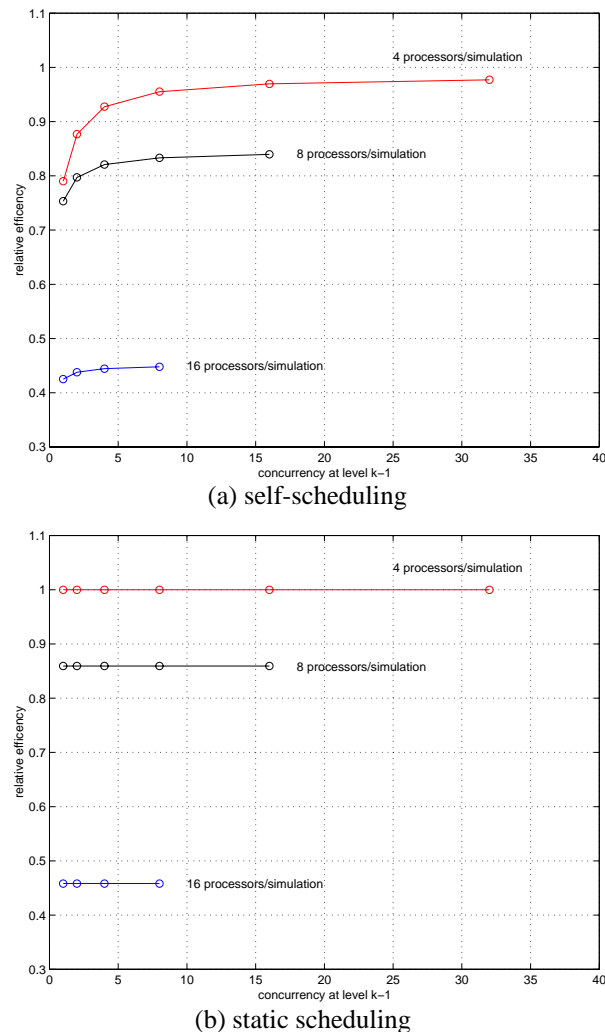 1.1
4 processors/simulation
1
0.9
8 processors/simulation
0.8
relative efficency
0.7
0.6
0.5
16 processors/simulation
0.4
0.3
0 5 10 15 20 25 30 35 40
concurrency at level k−1
(a) self-scheduling
1.1
4 processors/simulation
1
0.9
8 processors/simulation
0.8
relative efficency
0.7
0.6
0.5
16 processors/simulation
0.4
0.3
0 5 10 15 20 25 30 35 40
concurrency at level k−1
(b) static scheduling